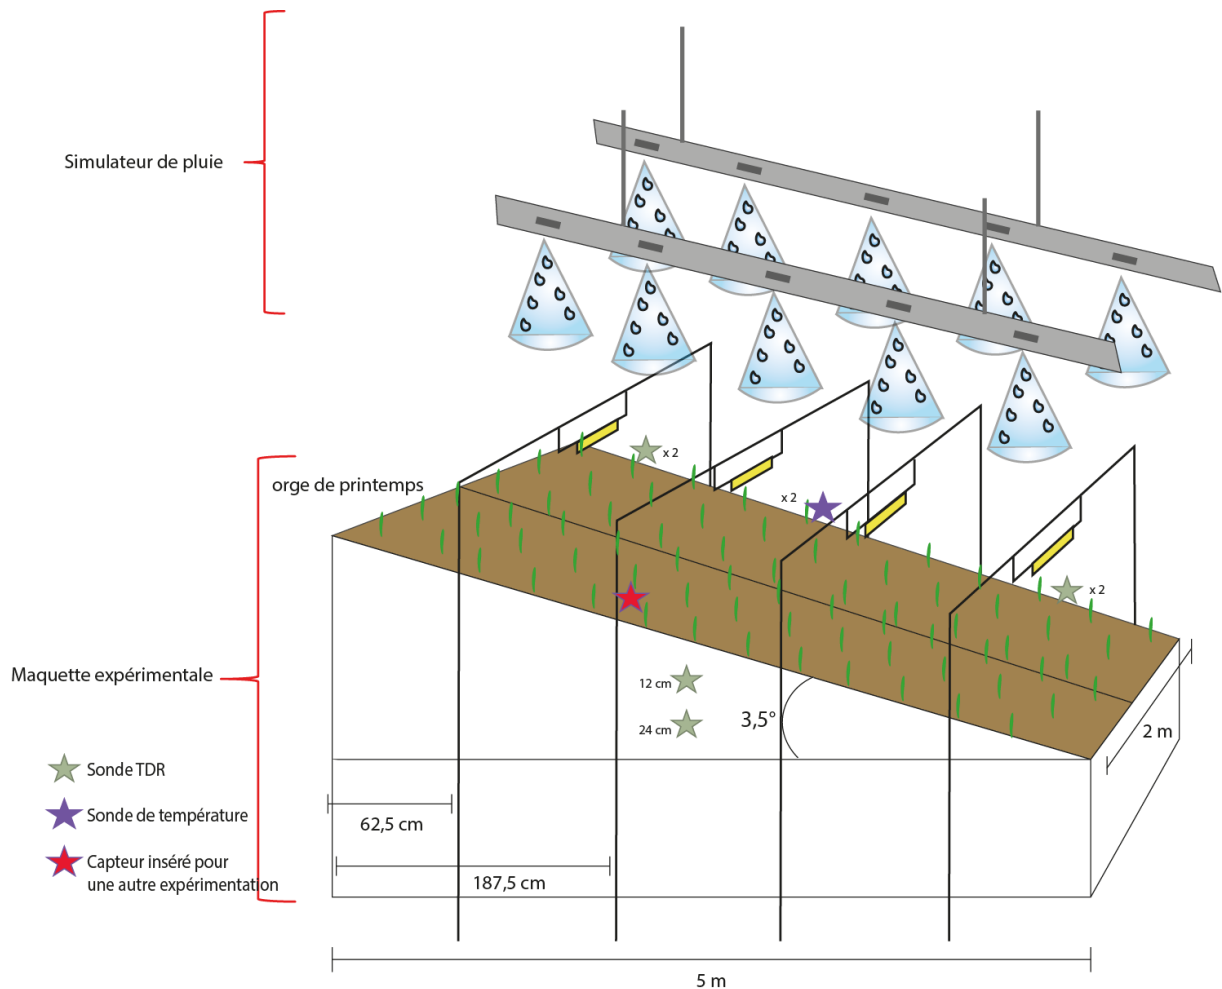 Simulateur de pluie
x 2
orge de printemps
x 2
x 2
Maquette expérimentale
12 cm
24 cm
3,5°
2 m
Sonde TDR
Sonde de température
Capteur inséré pour
une autre expérimentation
62,5 cm
187,5 cm
5 m